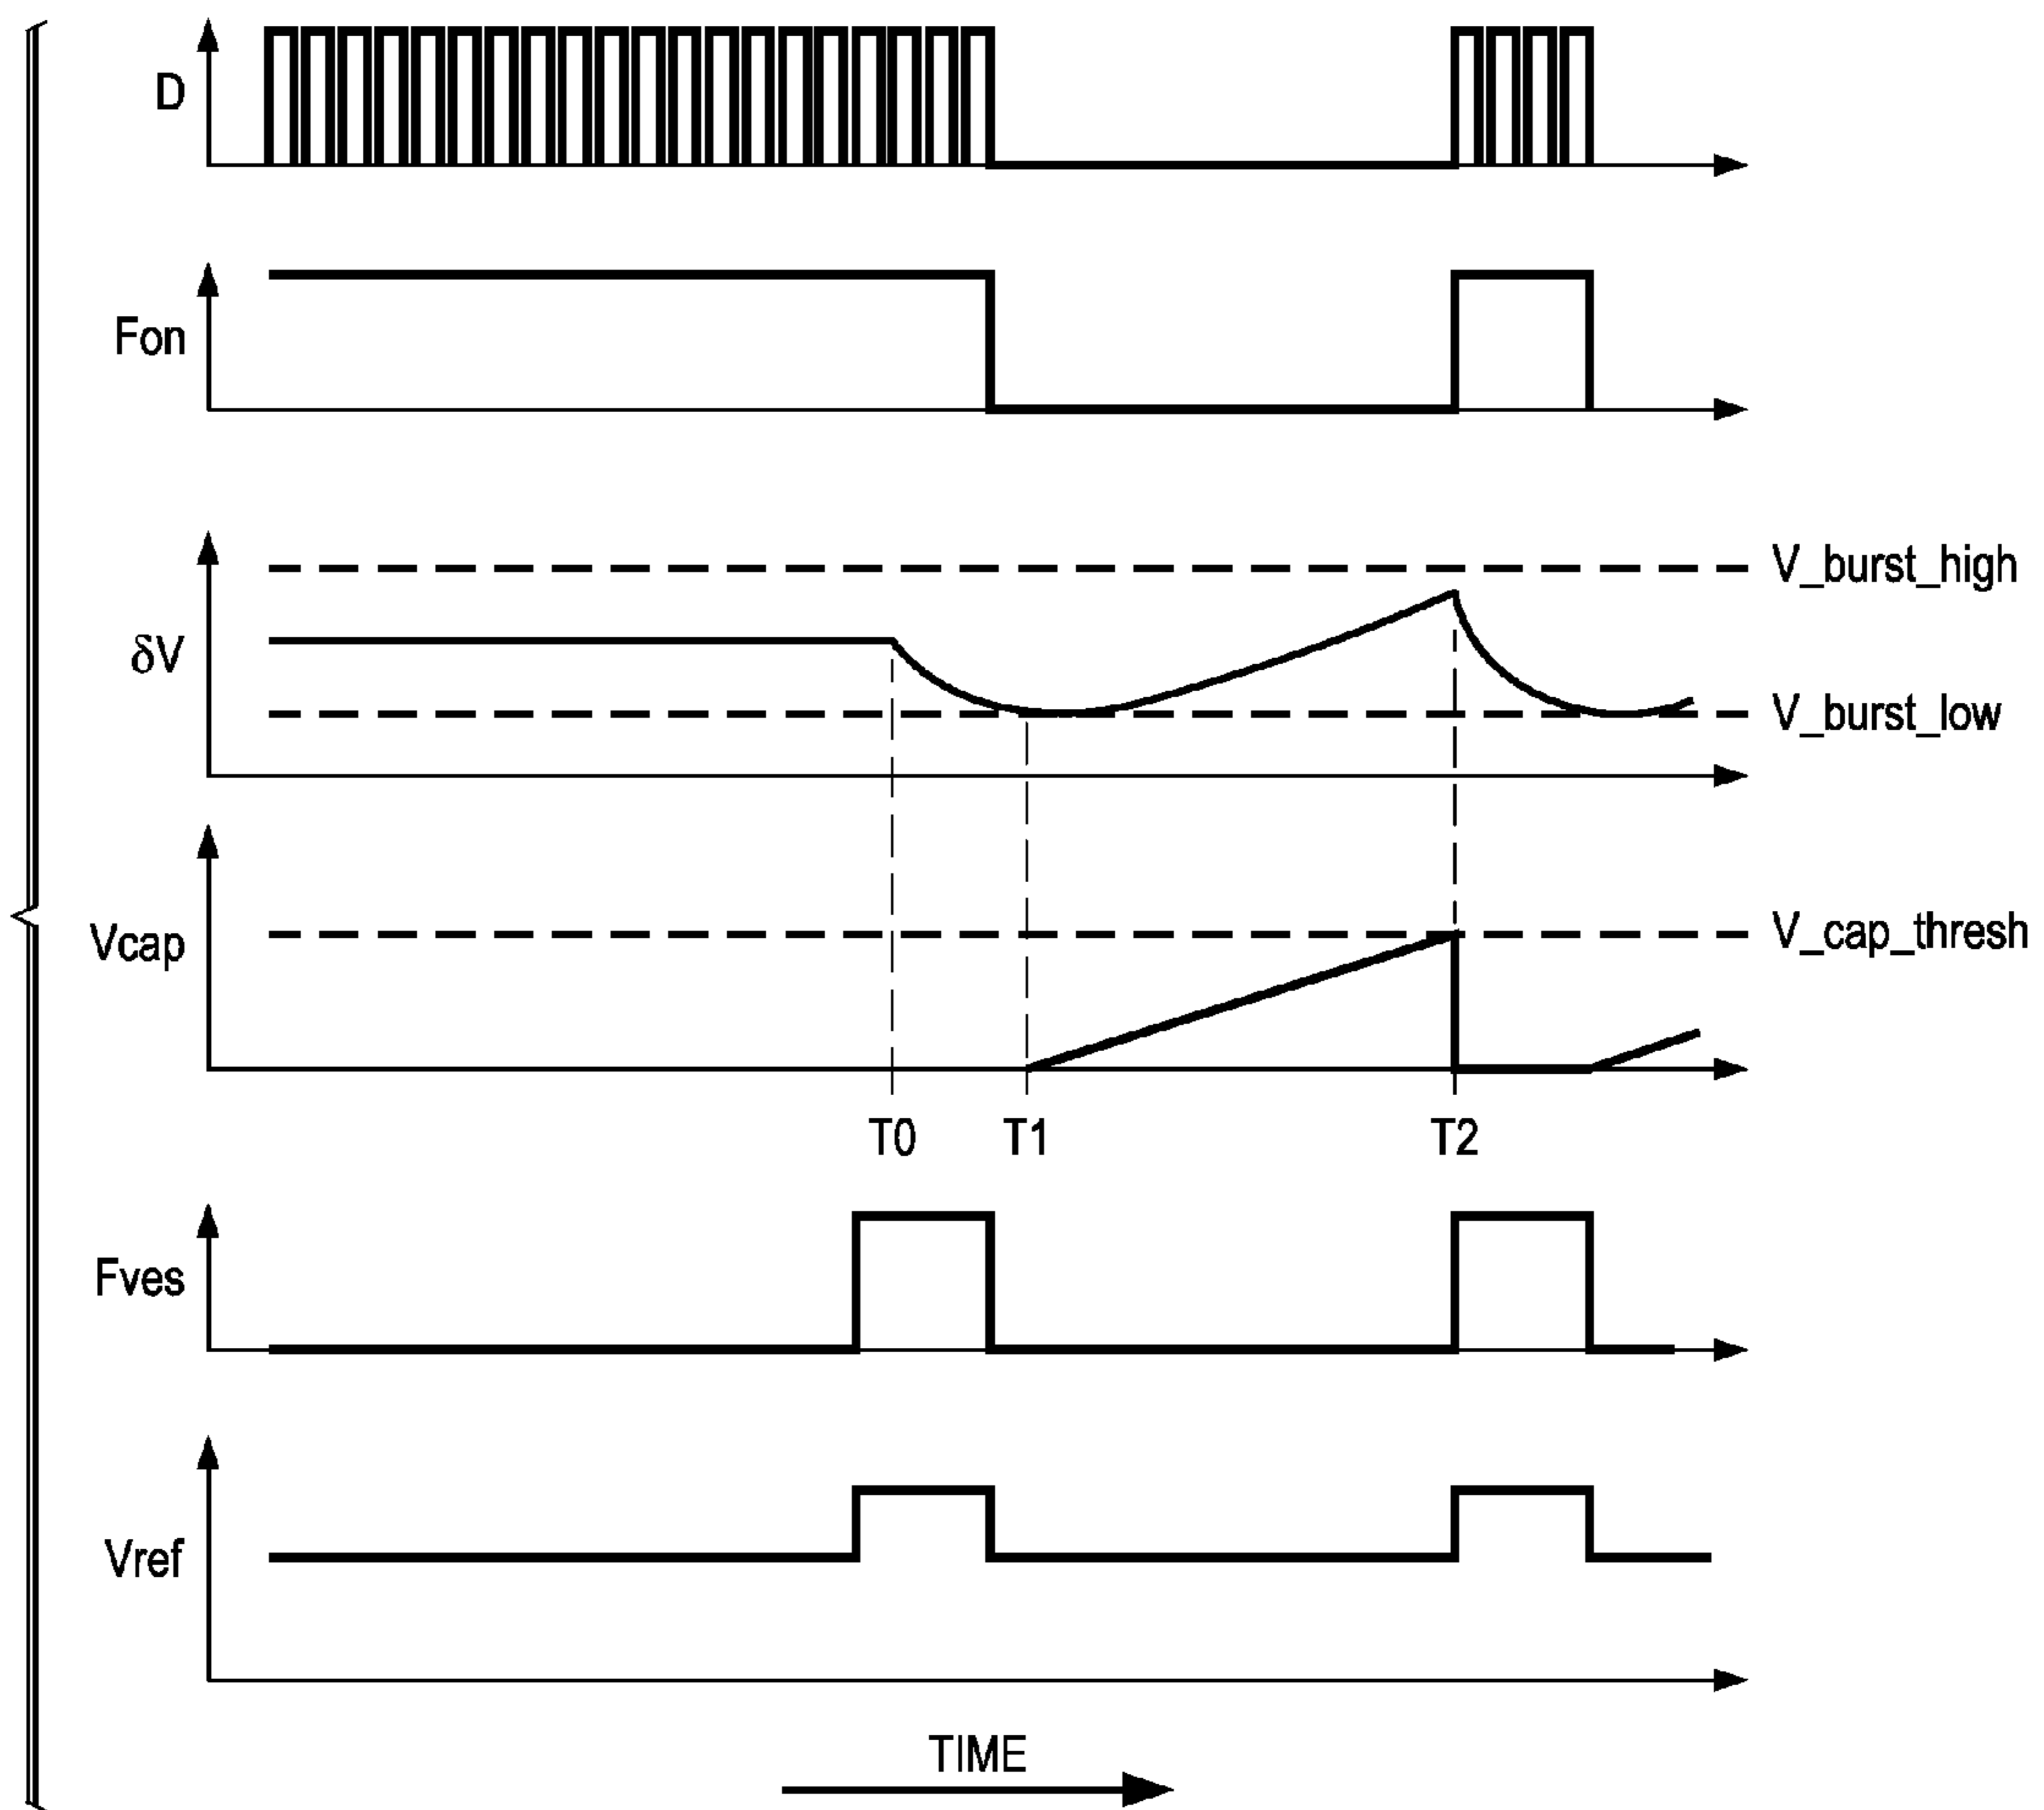 D
Fon
V_burst_high
δV
V_burst_low
Vcap
V_cap_thresh
T0
T1
T2
Fves
Vref
TIME